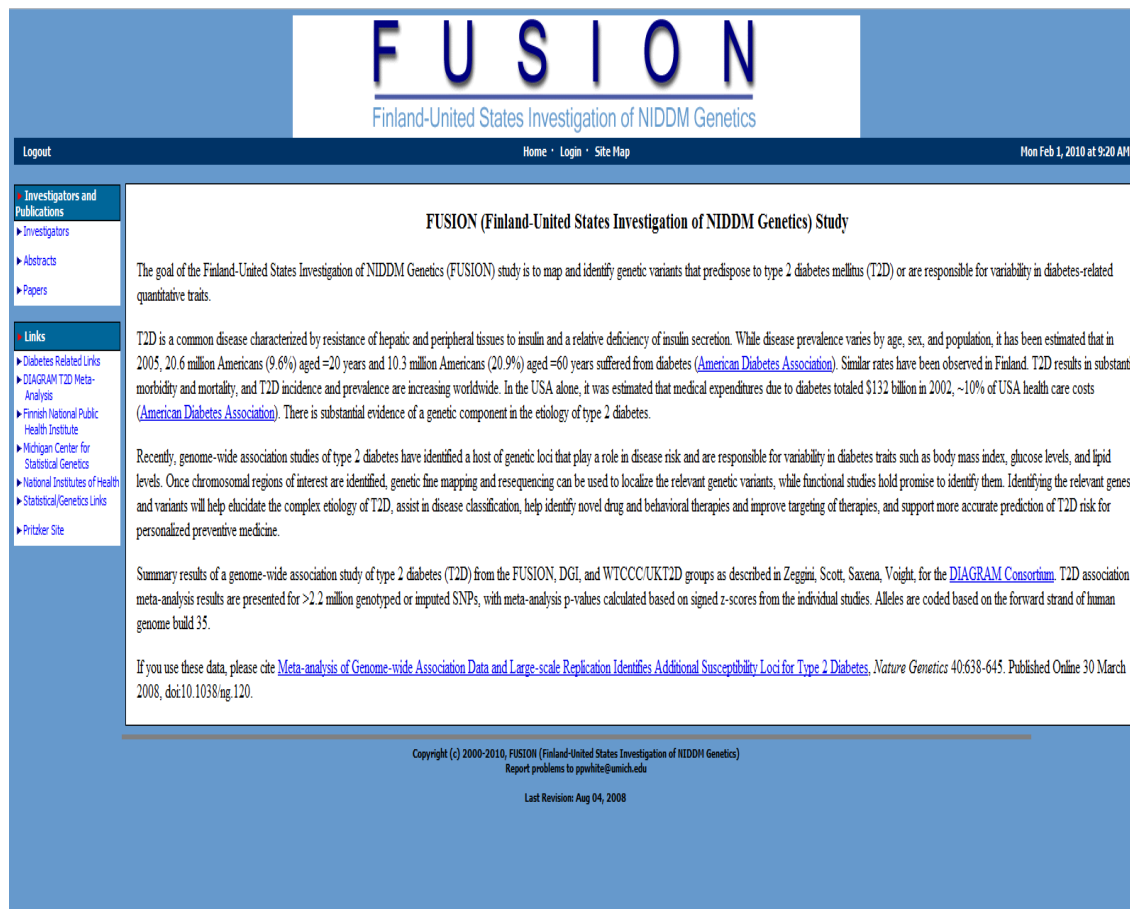 FUSION
Finland-United States Investigation of NIDDM Genetics
Logout
Home · Login · Site Map
Mon Feb 1, 2010 at 9:20 AM
Investigators and
Publications
Investigators
Abstracts
Papers
Links
Diabetes Related Links
DIAGRAM T2D Meta-
Analysis
Finnish National Public
Health Institute
Michigan Center for
Statistical Genetics
National Institutes of Health
Statistical/Genetics Links
Pritzker Site
FUSION (Finland-United States Investigation of NIDDM Genetics) Study
The goal of the Finland-United States Investigation of NIDDM Genetics (FUSION) study is to map and identify genetic variants that predispose to type 2 diabetes mellitus (T2D) or are responsible for variability in diabetes-related
quantitative traits.
T2D is a common disease characterized by resistance of hepatic and peripheral tissues to insulin and a relative deficiency of insulin secretion. While disease prevalence varies by age, sex, and population, it has been estimated that in
2005, 20.6 million Americans (9.6%) aged =20 years and 10.3 million Americans (20.9%) aged =60 years suffered from diabetes (American Diabetes Association). Similar rates have been observed in Finland. T2D results in substanti
morbidity and mortality, and T2D incidence and prevalence are increasing worldwide. In the USA alone, it was estimated that medical expenditures due to diabetes totaled $132 billion in 2002, ~10% of USA health care costs
(American Diabetes Association). There is substantial evidence of a genetic component in the etiology of type 2 diabetes.
Recently, genome-wide association studies of type 2 diabetes have identified a host of genetic loci that play a role in disease risk and are responsible for variability in diabetes traits such as body mass index, glucose levels, and lipid
levels. Once chromosomal regions of interest are identified, genetic fine mapping and resequencing can be used to localize the relevant genetic variants, while functional studies hold promise to identify them. Identifying the relevant genes
and variants will help elucidate the complex etiology of T2D, assist in disease classification, help identify novel drug and behavioral therapies and improve targeting of therapies, and support more accurate prediction of T2D risk for
personalized preventive medicine.
Summary results of a genome-wide association study of type 2 diabetes (T2D) from the FUSION, DGI, and WTCCC/UKT2D groups as described in Zeggini, Scott, Saxena, Voight, for the DIAGRAM Consortium. T2D association
meta-analysis results are presented for >2.2 million genotyped or imputed SNPs, with meta-analysis p-values calculated based on signed z-scores from the individual studies. Alleles are coded based on the forward strand of human
genome build 35.
If you use these data, please cite Meta-analysis of Genome-wide Association Data and Large-scale Replication Identifies Additional Susceptibility Loci for Type 2 Diabetes, Nature Genetics 40:638-645. Published Online 30 March
2008, doi:10.1038/ng.120.
Copyright (c) 2000-2010, FUSION (Finland-United States Investigation of NIDDM Genetics)
Report problems to ppwhite@umich.edu
Last Revision: Aug 04, 2008